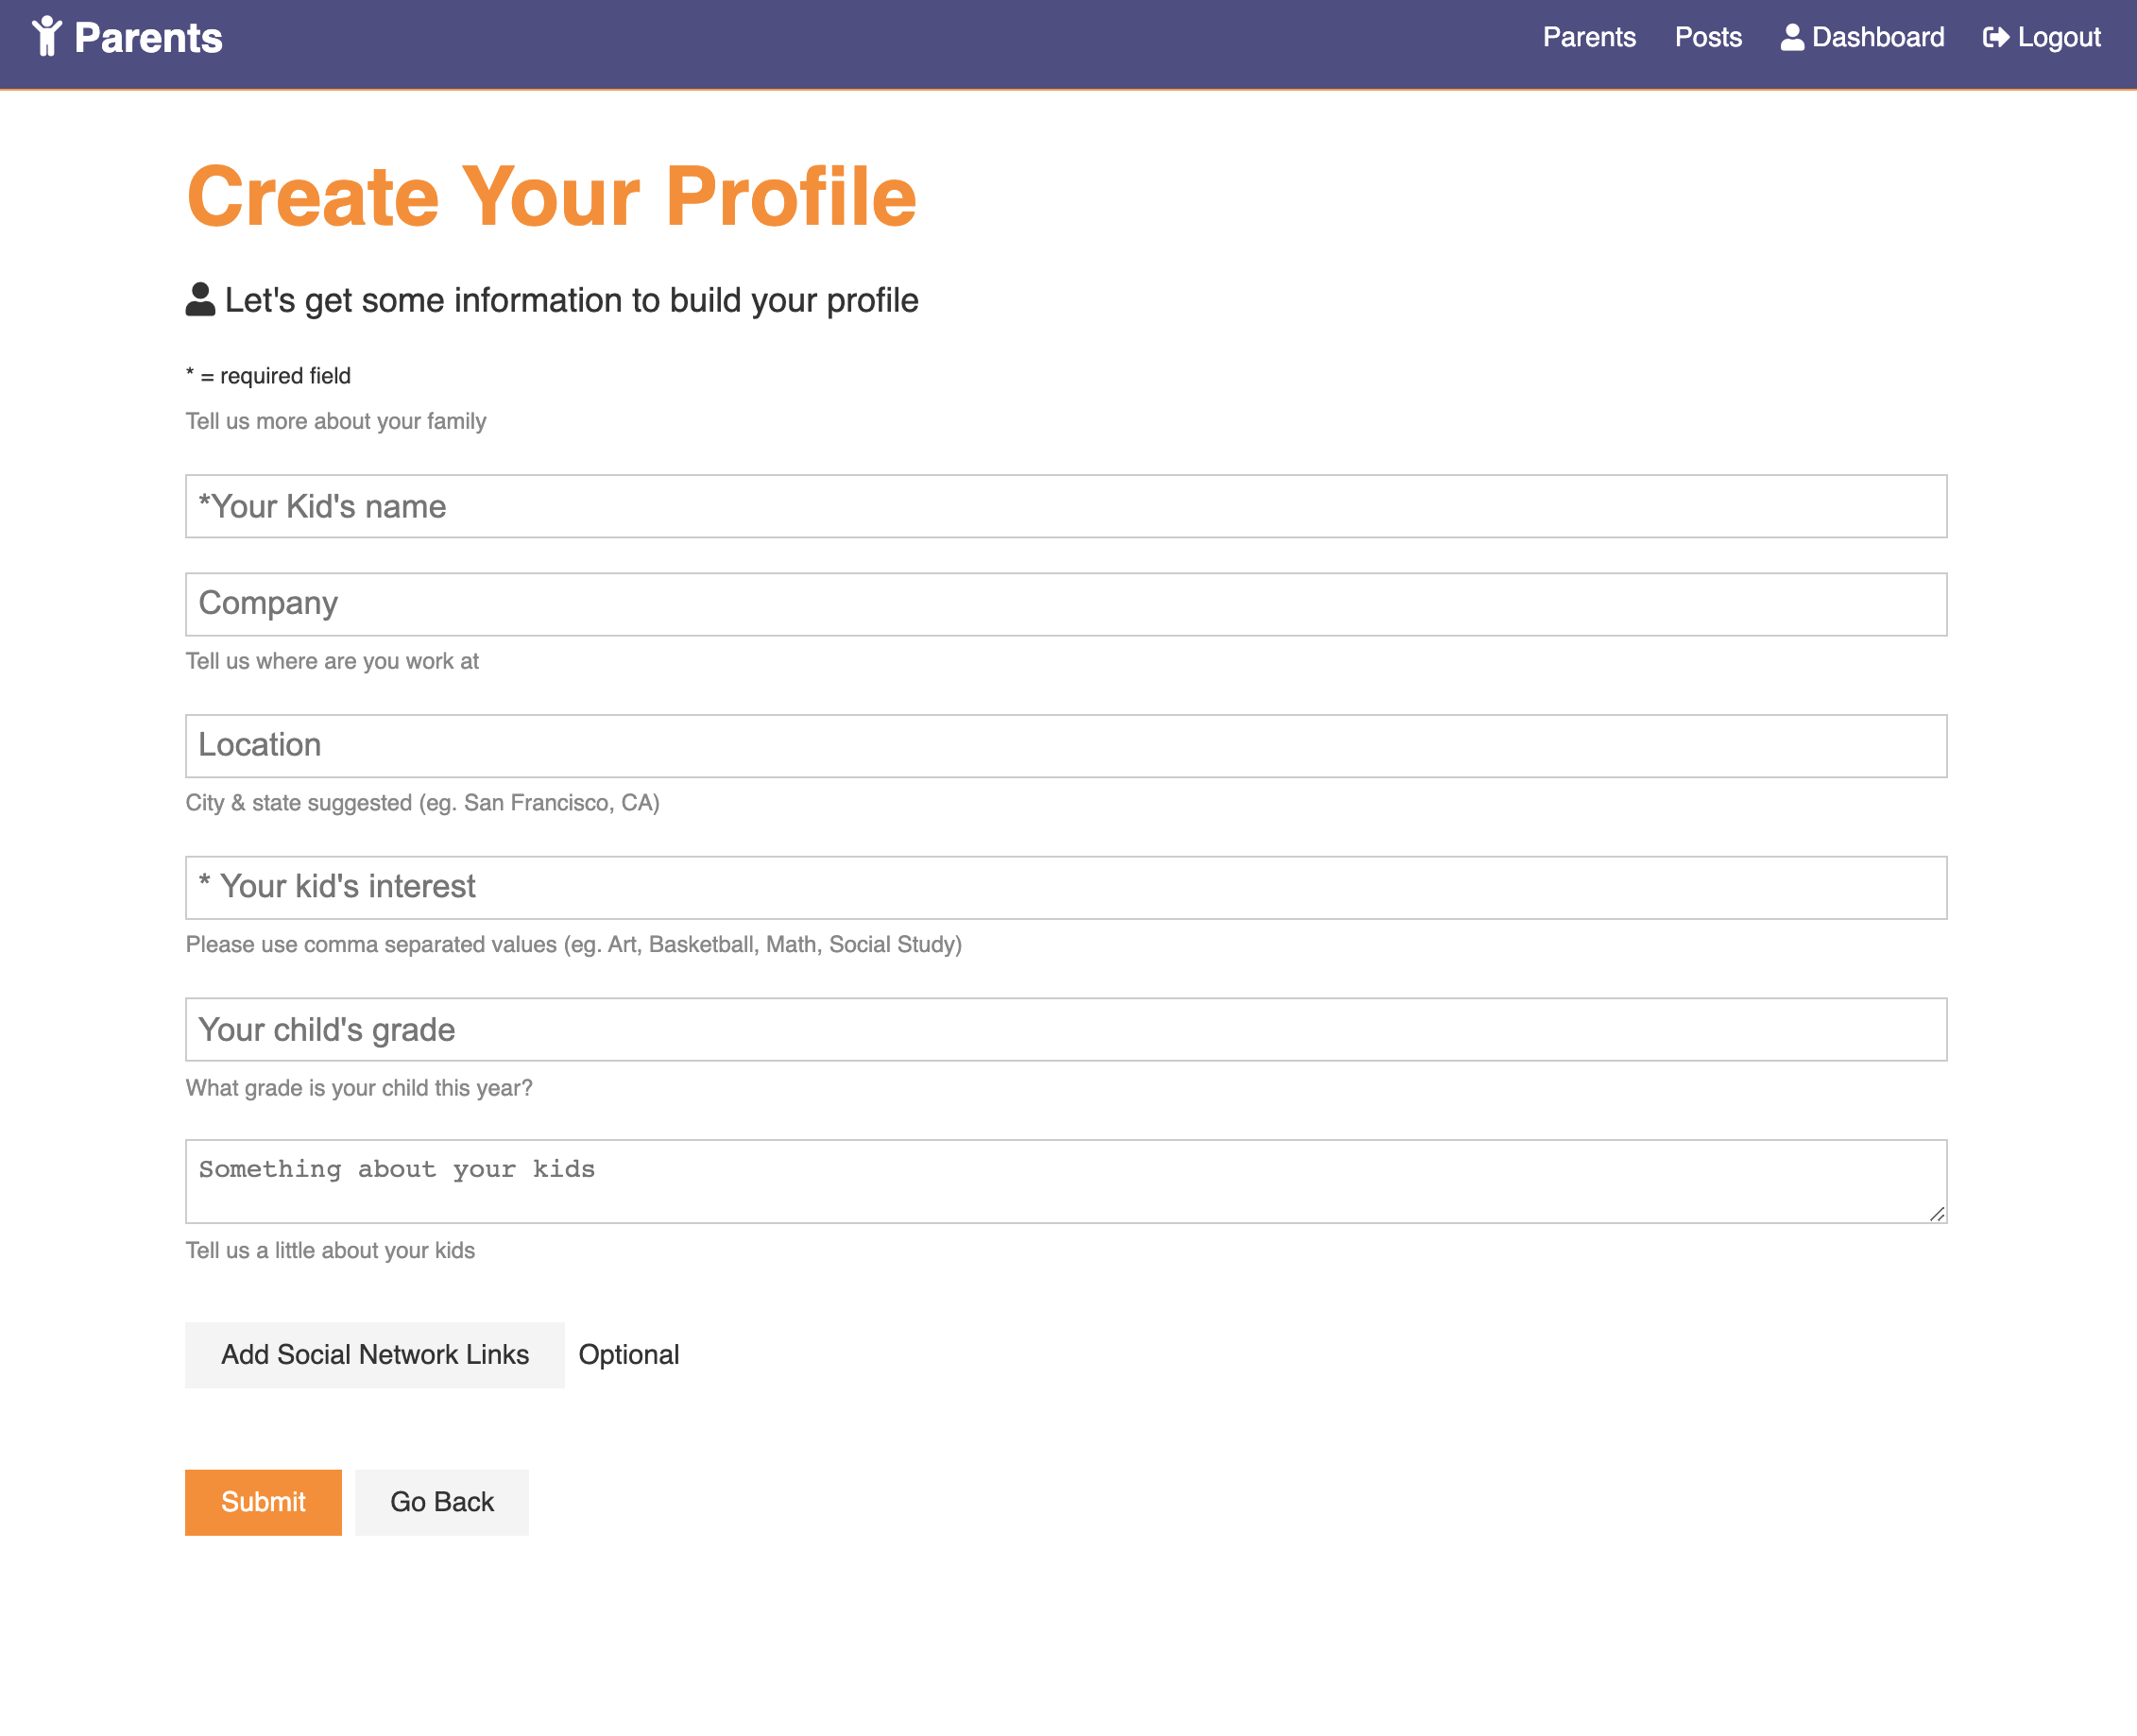 Parents
Parents Posts Dashboard Logout
Create Your Profile
Let's get some information to build your profile
* = required field
Tell us more about your family
*Your Kid's name
Company
Tell us where are you work at
Location
City & state suggested (eg. San Francisco, CA)
* Your kid's interest
Please use comma separated values (eg. Art, Basketball, Math, Social Study)
Your child's grade
What grade is your child this year?
Something about your kids
Tell us a little about your kids
Add Social Network Links Optional
Submit Go Back